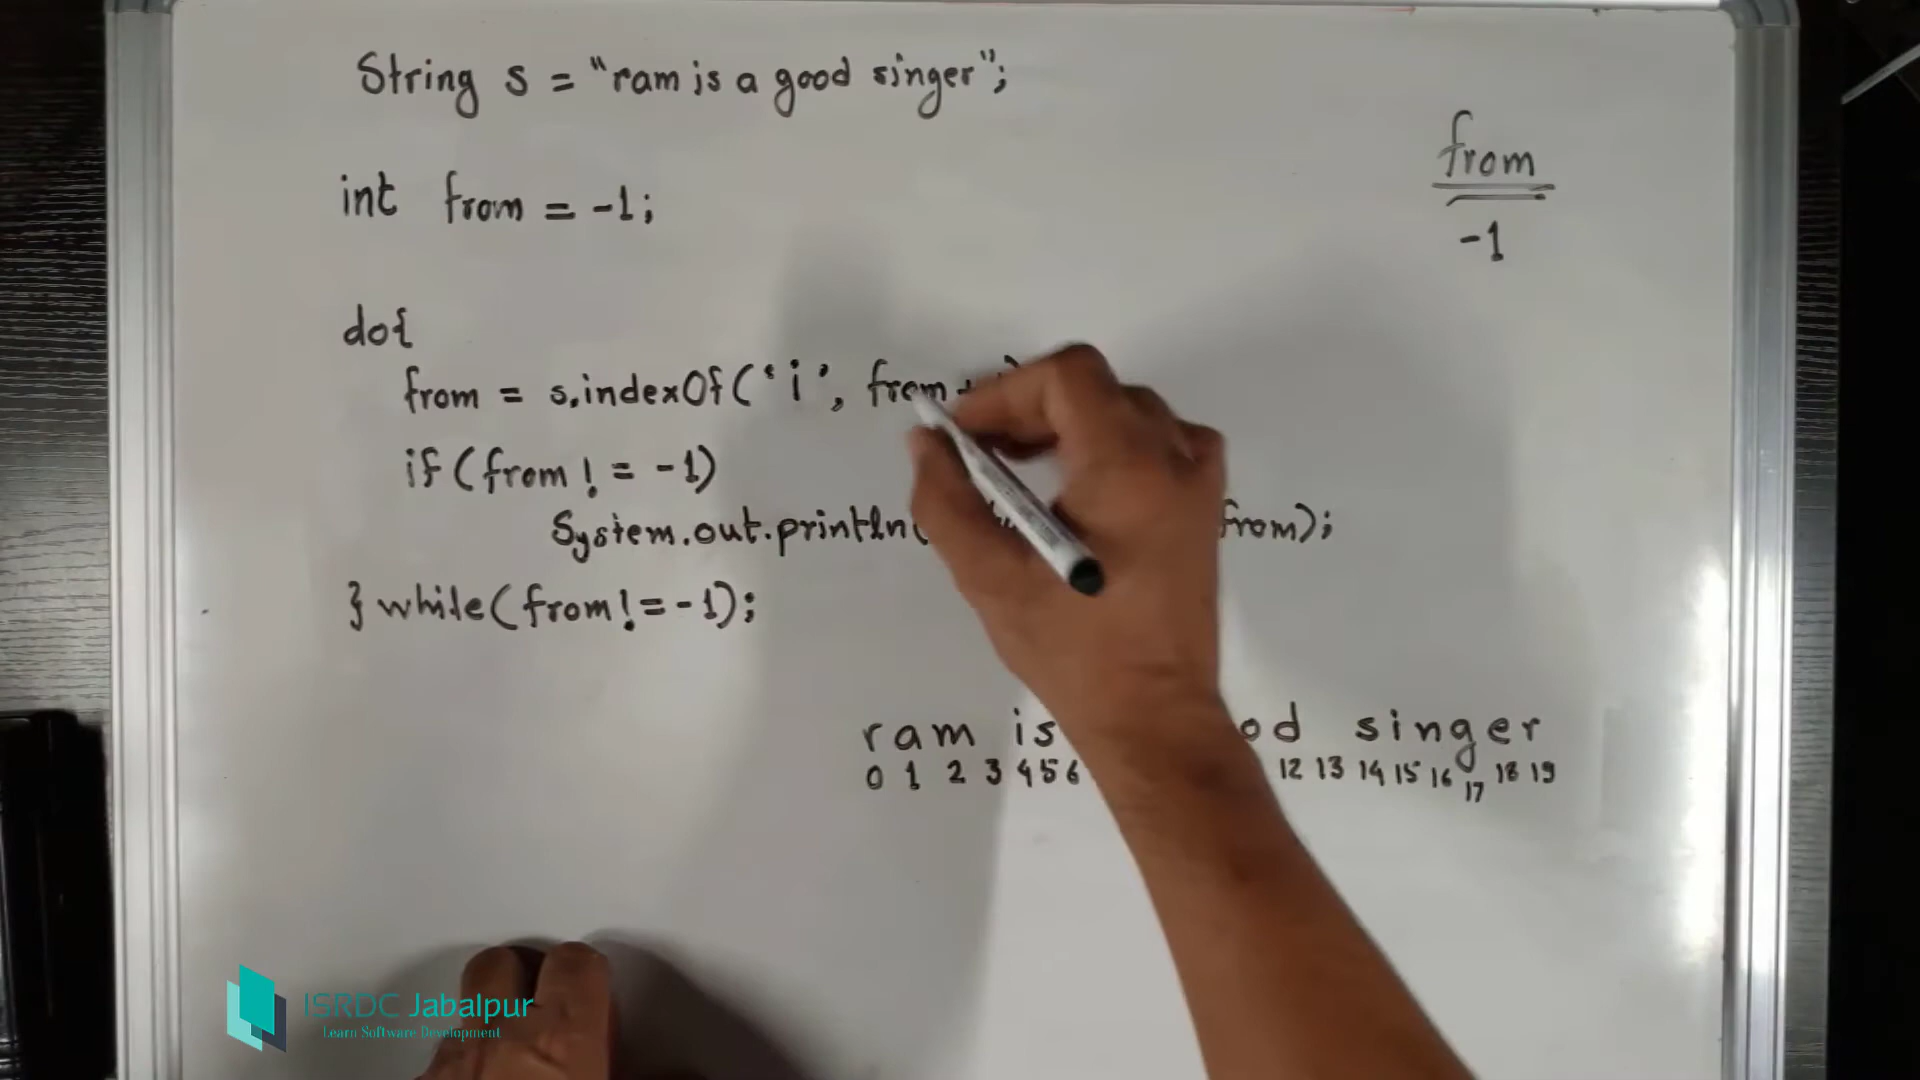 String s = "ram is a good singer";
from
int from = -1;
-1
do{
from = s.indexOf('i', from+
if(from != -1)
System.out.println( from);
} while(from != -1);
ram is od singer
0 1 2 3 4 5 6 12 13 14 15 16 17 18 19
ISRDC Jabalpur
Learn Software Development